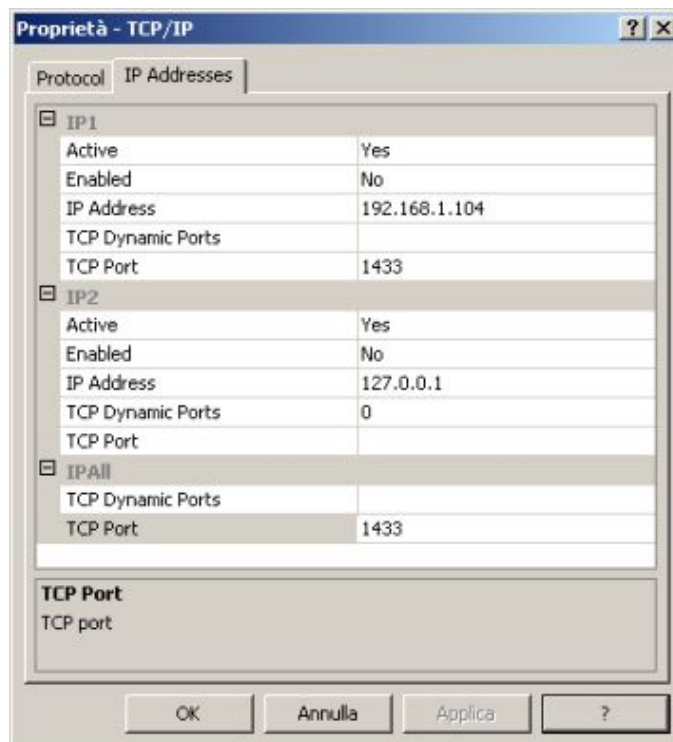 Proprietà - TCP/IP
Protocol IP Addresses
IP1
Active Yes
Enabled No
IP Address 192.168.1.104
TCP Dynamic Ports
TCP Port 1433
IP2
Active Yes
Enabled No
IP Address 127.0.0.1
TCP Dynamic Ports 0
TCP Port
IPAll
TCP Dynamic Ports
TCP Port 1433
TCP Port
TCP port
OK Annulla Applica ?